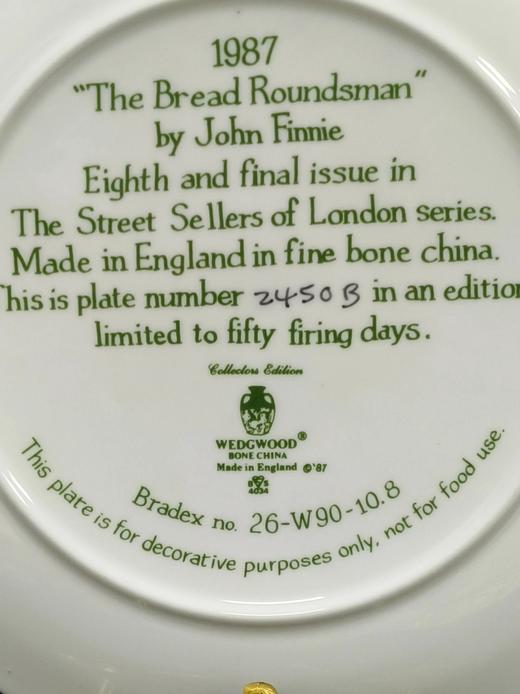 1987
"The Bread Roundsman"
by John Finnie
Eighth and final issue in
The Street Sellers of London series.
Made in England in fine bone china.
This is plate number 2450B in an edition
limited to fifty firing days.
Collectors Edition
WEDGWOOD®
BONE CHINA
Made in England ©'87
B S
4034
Bradex no. 26-W90-10.8
This plate is for decorative purposes only, not for food use.